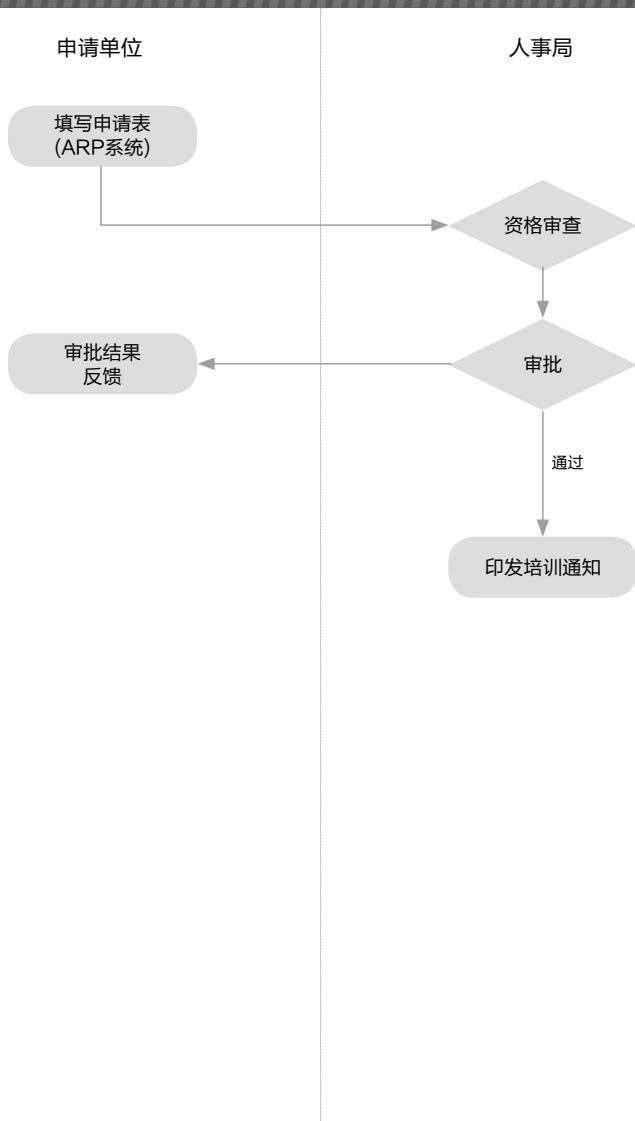 申请单位
人事局
填写申请表
(ARP系统)
资格审查
审批结果
反馈
审批
通过
印发培训通知